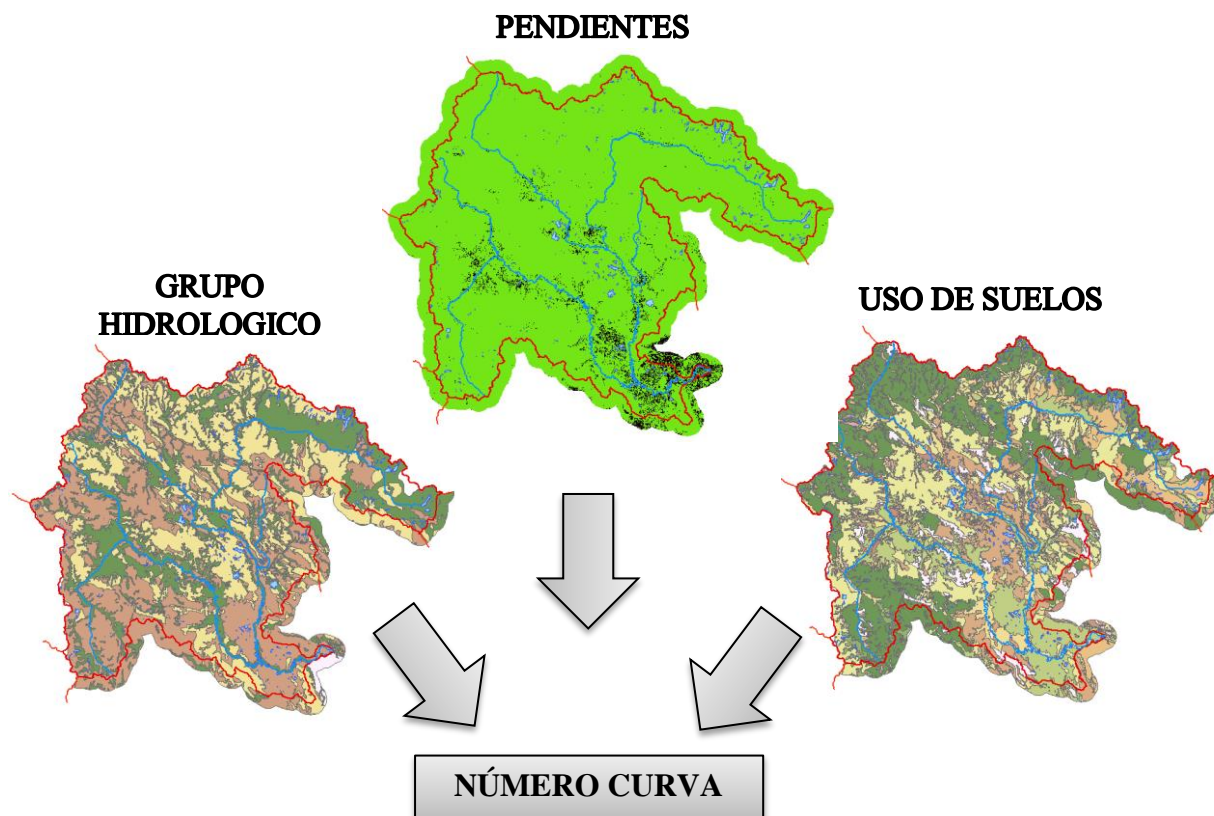 PENDIENTES
GRUPO
HIDROLOGICO
USO DE SUELOS
NÚMERO CURVA